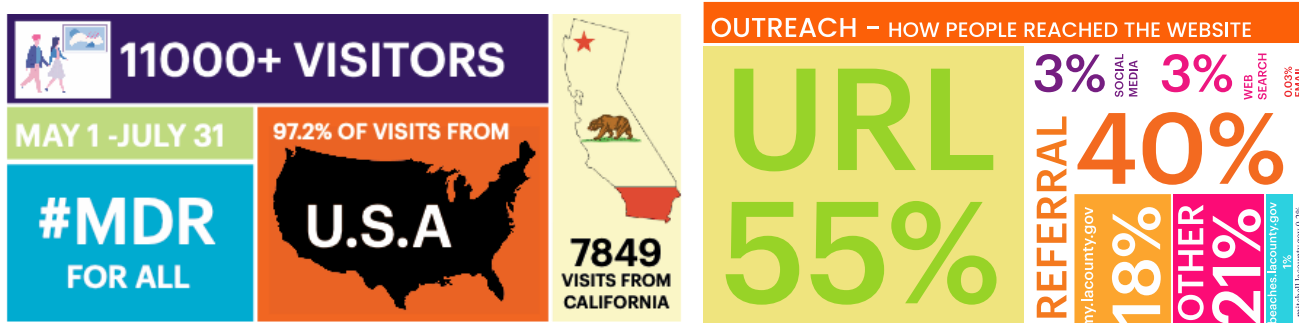 11000+ VISITORS
MAY 1 -JULY 31
#MDR
FOR ALL
97.2% OF VISITS FROM
U.S.A
7849
VISITS FROM
CALIFORNIA
OUTREACH – HOW PEOPLE REACHED THE WEBSITE
URL
55%
3% SOCIAL
MEDIA
3% WEB
SEARCH
0.03%
REFERRAL
40%
my.lacounty.gov
18%
OTHER
21%
beaches.lacounty.gov
1%